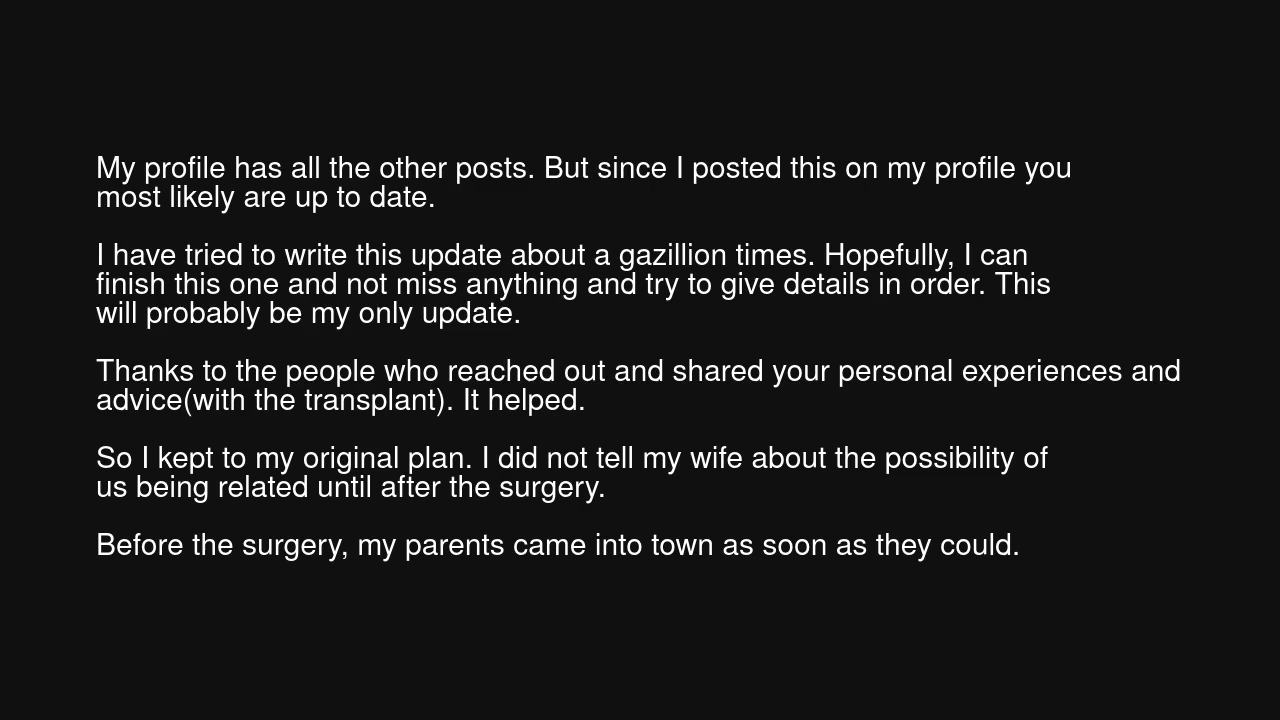 My profile has all the other posts. But since I posted this on my profile you
most likely are up to date.
I have tried to write this update about a gazillion times. Hopefully, I can
finish this one and not miss anything and try to give details in order. This
will probably be my only update.
Thanks to the people who reached out and shared your personal experiences and
advice(with the transplant). It helped.
So I kept to my original plan. I did not tell my wife about the possibility of
us being related until after the surgery.
Before the surgery, my parents came into town as soon as they could.